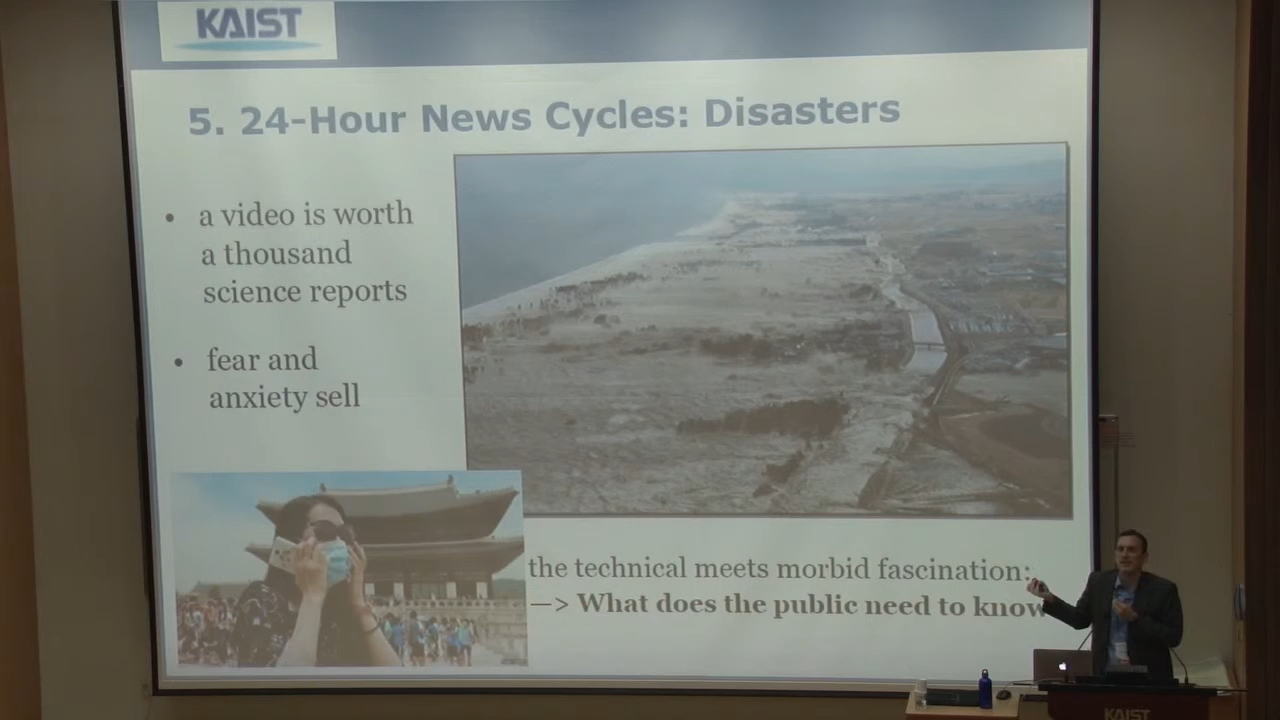 KAIST
5. 24-Hour News Cycles: Disasters
• a video is worth
a thousand
science reports
• fear and
anxiety sell
the technical meets morbid fascination:
—> What does the public need to know
KAIST